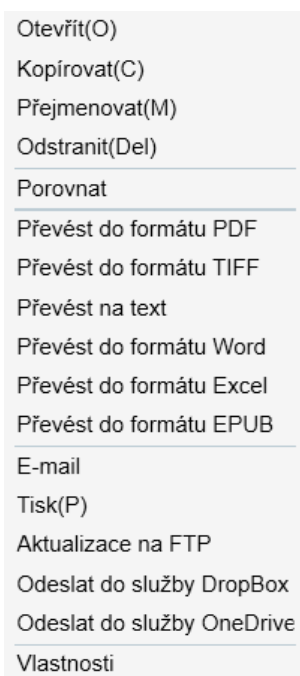 Otevřít(O)
Kopírovat(C)
Přejmenovat(M)
Odstranit(Del)
Porovnat
Převést do formátu PDF
Převést do formátu TIFF
Převést na text
Převést do formátu Word
Převést do formátu Excel
Převést do formátu EPUB
E-mail
Tisk(P)
Aktualizace na FTP
Odeslat do služby DropBox
Odeslat do služby OneDrive
Vlastnosti